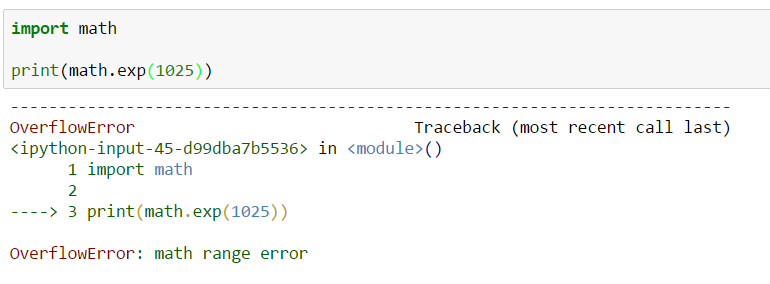 import math
print(math.exp(1025))
---------------------------------------------------------------------------
OverflowError                             Traceback (most recent call last)
<ipython-input-45-d99dba7b5536> in <module>()
      1 import math
      2
----> 3 print(math.exp(1025))
OverflowError: math range error